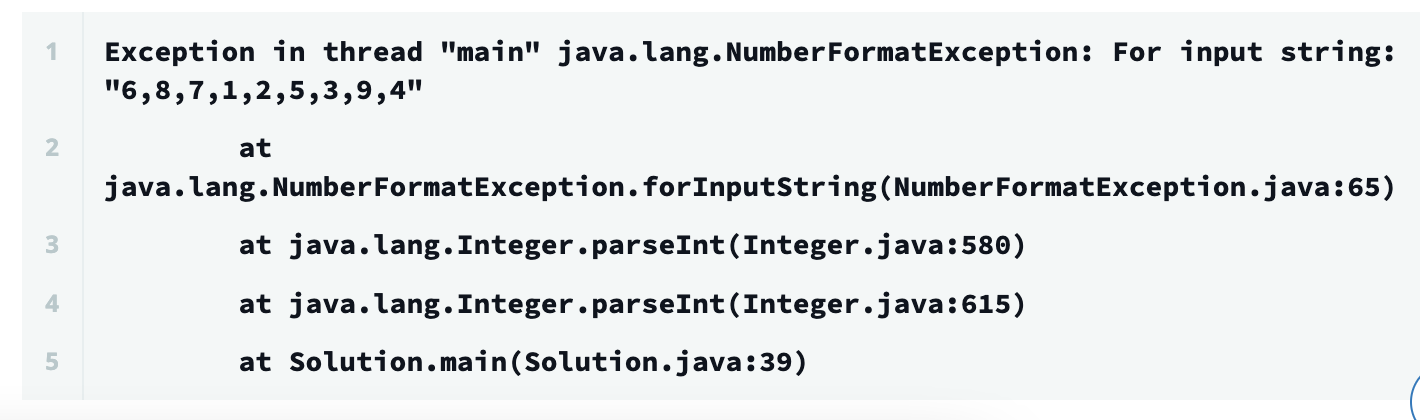 1 Exception in thread "main" java.lang.NumberFormatException: For input string:
"6,8,7,1,2,5,3,9,4"
2 at
java.lang.NumberFormatException.forInputString(NumberFormatException.java:65)
3 at java.lang.Integer.parseInt(Integer.java:580)
4 at java.lang.Integer.parseInt(Integer.java:615)
5 at Solution.main(Solution.java:39)